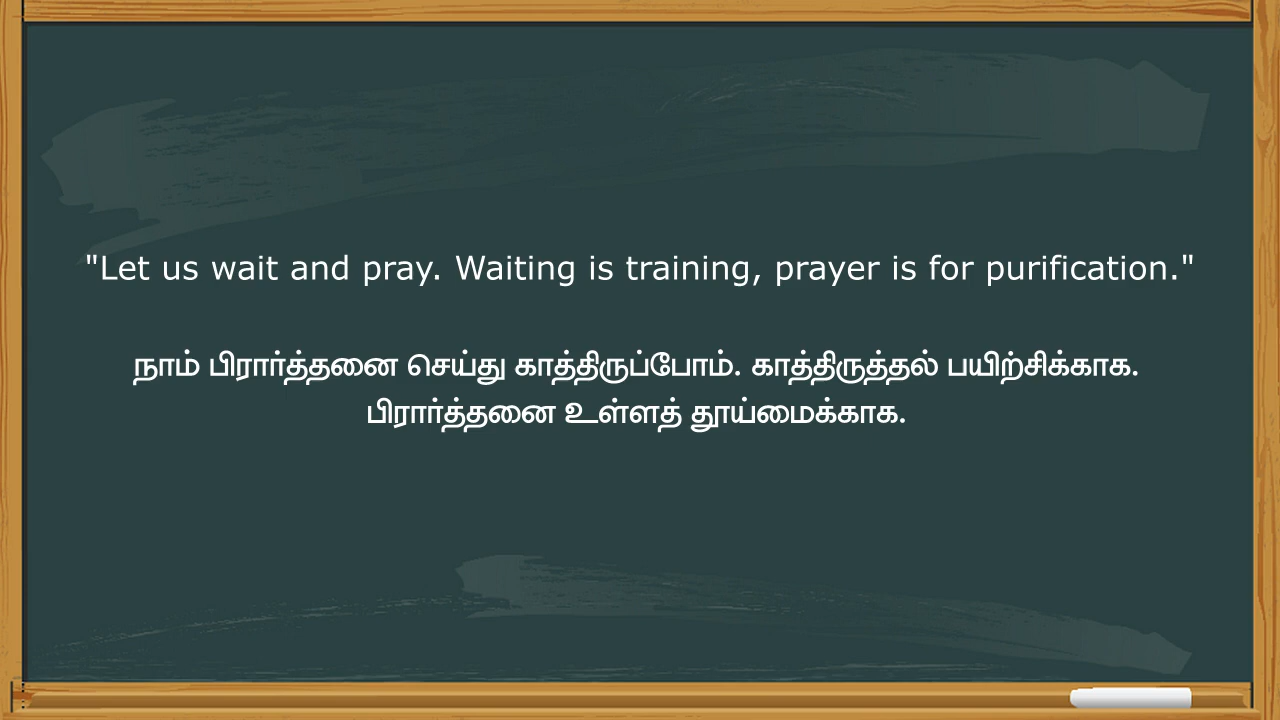 "Let us wait and pray. Waiting is training, prayer is for purification."
நாம் பிரார்த்தனை செய்து காத்திருப்போம். காத்திருத்தல் பயிற்சிக்காக.
பிரார்த்தனை உள்ளத் தூய்மைக்காக.